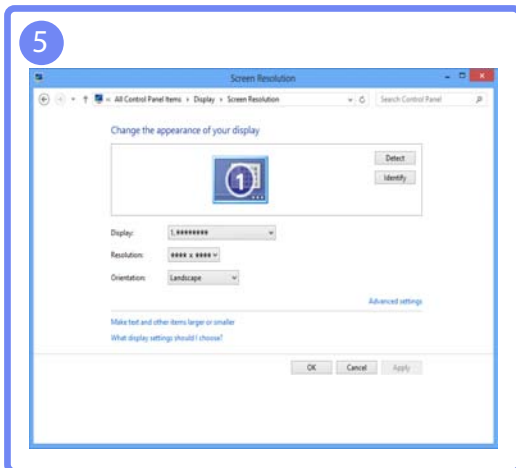 5
Screen Resolution
« All Control Panel Items ▸ Display ▸ Screen Resolution
Search Control Panel
Change the appearance of your display
1
Detect
Identify
Display: 1.********
Resolution: **** x ****
Orientation: Landscape
Advanced settings
Make text and other items larger or smaller
What display settings should I choose?
OK Cancel Apply